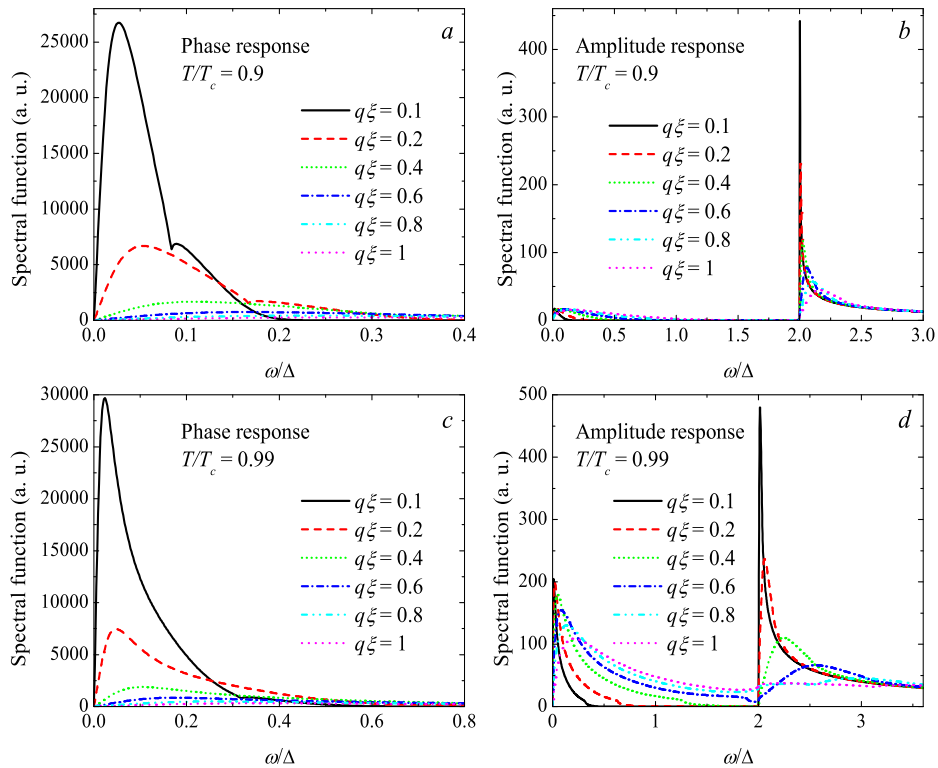 a
Phase response
T/Tc = 0.9
qξ = 0.1
qξ = 0.2
qξ = 0.4
qξ = 0.6
qξ = 0.8
qξ = 1
Spectral function (a. u.)
25000
20000
15000
10000
5000
0
0.0 0.1 0.2 0.3 0.4
ω/Δ
b
Amplitude response
T/Tc = 0.9
qξ = 0.1
qξ = 0.2
qξ = 0.4
qξ = 0.6
qξ = 0.8
qξ = 1
Spectral function (a. u.)
400
300
200
100
0
0.0 0.5 1.0 1.5 2.0 2.5 3.0
ω/Δ
c
Phase response
T/Tc = 0.99
qξ = 0.1
qξ = 0.2
qξ = 0.4
qξ = 0.6
qξ = 0.8
qξ = 1
Spectral function (a. u.)
30000
25000
20000
15000
10000
5000
0
0.0 0.2 0.4 0.6 0.8
ω/Δ
d
Amplitude response
T/Tc = 0.99
qξ = 0.1
qξ = 0.2
qξ = 0.4
qξ = 0.6
qξ = 0.8
qξ = 1
Spectral function (a. u.)
500
400
300
200
100
0
0 1 2 3
ω/Δ